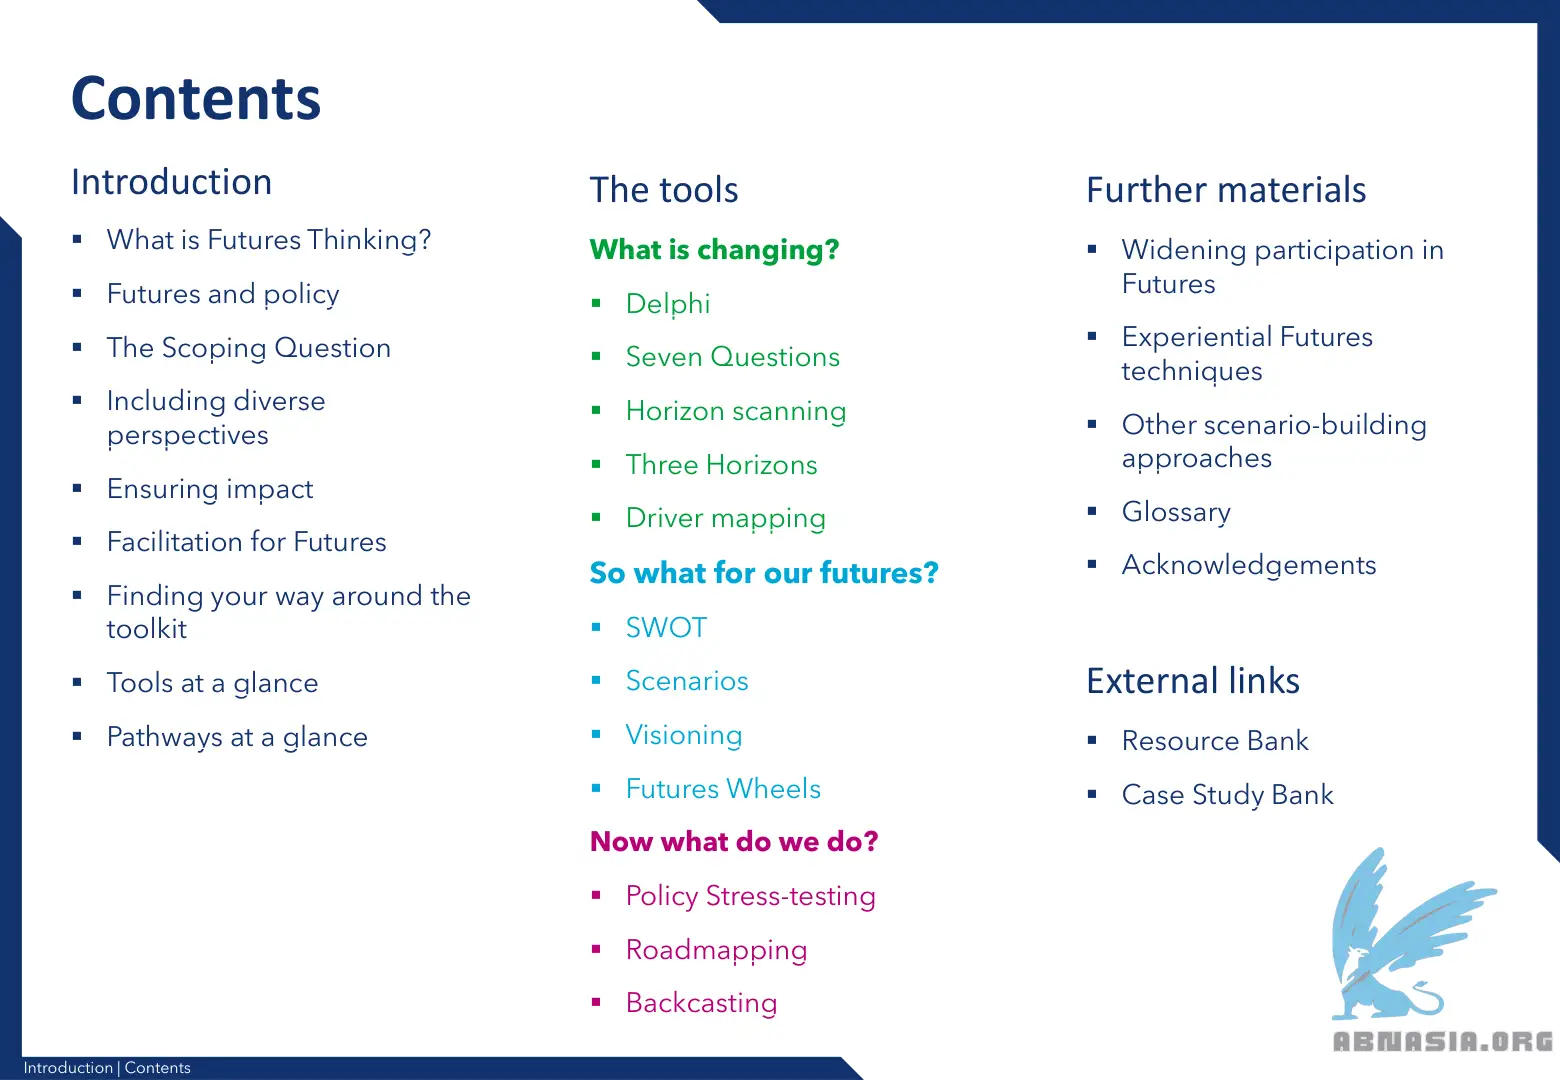 Contents
Introduction
▪ What is Futures Thinking?
▪ Futures and policy
▪ The Scoping Question
▪ Including diverse
perspectives
▪ Ensuring impact
▪ Facilitation for Futures
▪ Finding your way around the
toolkit
▪ Tools at a glance
▪ Pathways at a glance
The tools
What is changing?
▪ Delphi
▪ Seven Questions
▪ Horizon scanning
▪ Three Horizons
▪ Driver mapping
So what for our futures?
▪ SWOT
▪ Scenarios
▪ Visioning
▪ Futures Wheels
Now what do we do?
▪ Policy Stress-testing
▪ Roadmapping
▪ Backcasting
Further materials
▪ Widening participation in
Futures
▪ Experiential Futures
techniques
▪ Other scenario-building
approaches
▪ Glossary
▪ Acknowledgements
External links
▪ Resource Bank
▪ Case Study Bank
ABNASIA.ORG
Introduction | Contents